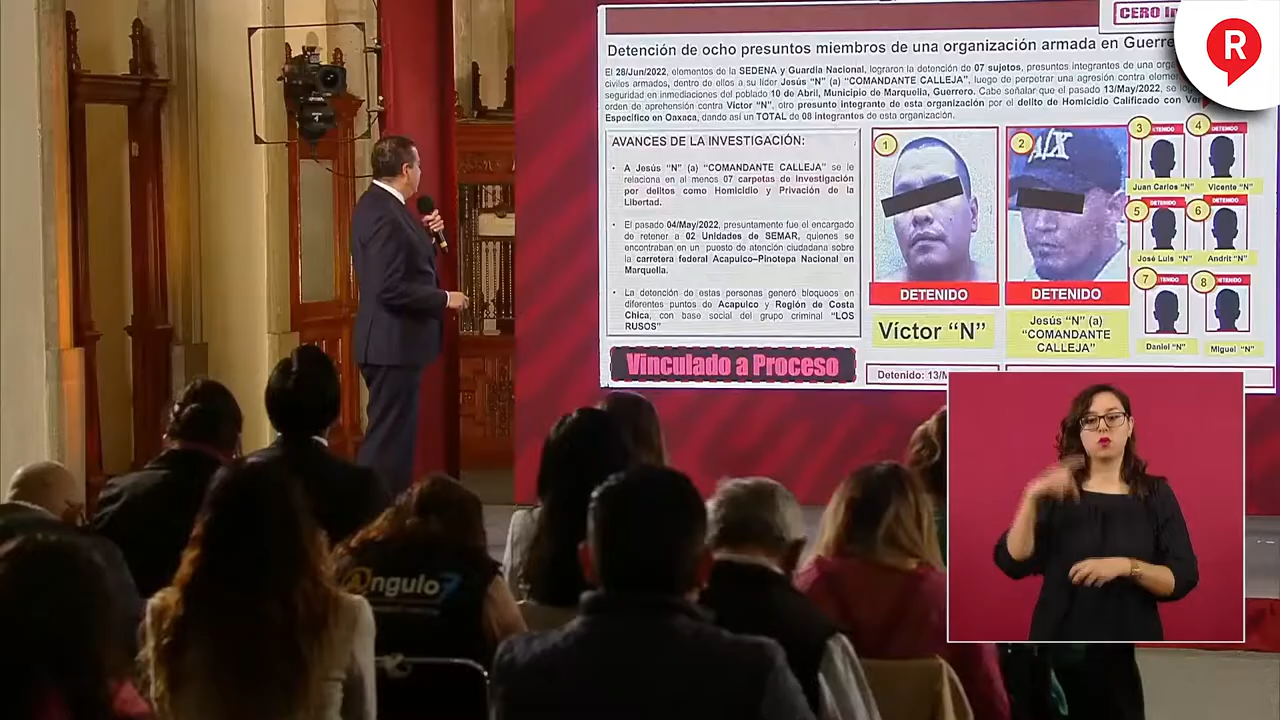 CERO
R
Detención de ocho presuntos miembros de una organización armada en
El 28/Jun/2022, elementos de la SEDENA y Guardia Nacional, lograron la detención de 07 sujetos, presuntos integrantes de una
civiles armados, dentro de ellos a su líder Jesús "N" (a) "COMANDANTE CALLEJA", luego de perpetrar una agresión contra
seguridad en inmediaciones del poblado 10 de Abril, Municipio de Marquella, Guerrero. Cabe señalar que el pasado 13/May/2022, se
orden de aprehensión contra Víctor "N", otro presunto integrante de esta organización por el delito de Homicidio Calificado con
Específico en Oaxaca, dando así un TOTAL de 08 integrantes de esta organización.
AVANCES DE LA INVESTIGACIÓN:
• A Jesús "N" (a) "COMANDANTE CALLEJA" se le
relaciona en al menos 07 carpetas de Investigación
por delitos como Homicidio y Privación de la
Libertad.
• El pasado 04/May/2022, presuntamente fue el encargado
de retener a 02 Unidades de SEMAR, quienes se
encontraban en un puesto de atención ciudadana sobre
la carretera federal Acapulco–Pinotepa Nacional en
Marquella.
• La detención de estas personas generó bloqueos en
diferentes puntos de Acapulco y Región de Costa
Chica, con base social del grupo criminal "LOS
RUSOS"
Vinculado a Proceso
1
DETENIDO
Víctor "N"
2
DETENIDO
Jesús "N" (a)
"COMANDANTE
CALLEJA"
3
4
Juan Carlos "N"
Vicente "N"
5
6
José Luis "N"
Andrit "N"
7
8
Daniel "N"
Miguel "N"
Detenido:
Angulo7